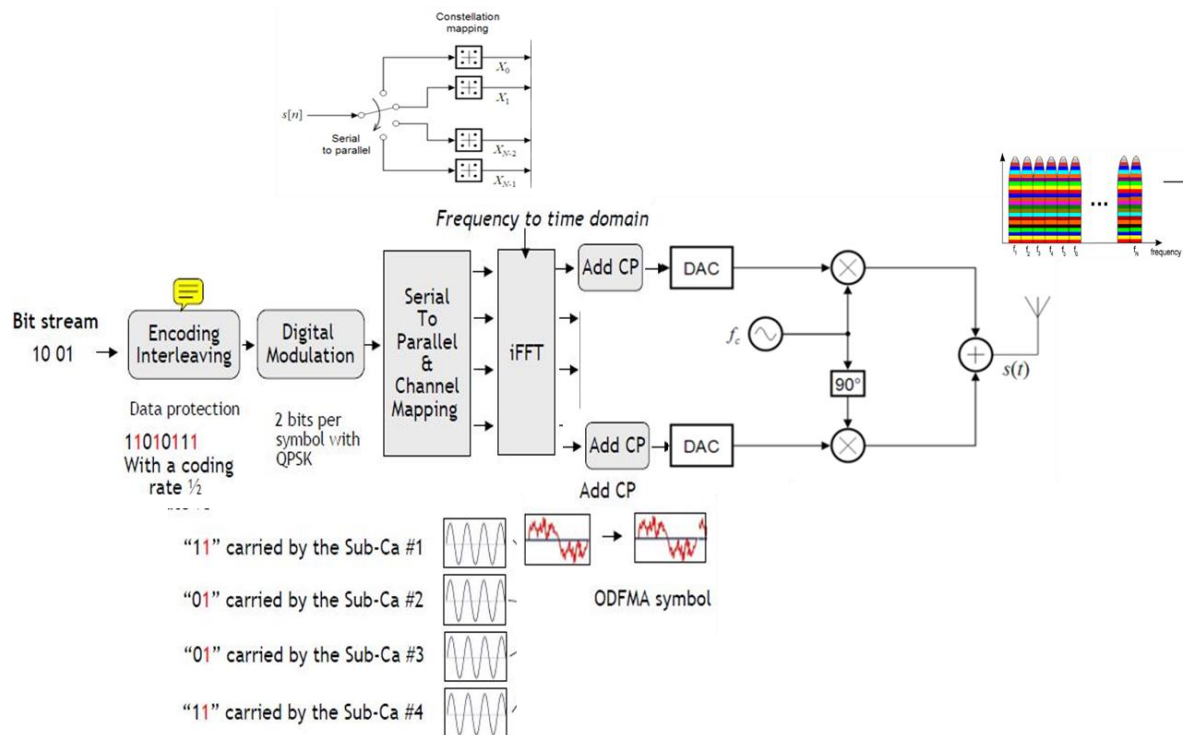 Constellation
mapping
X0
X1
s[n]
Serial
to parallel
XN-2
XN-1
Frequency to time domain
...
frequency
Bit stream
10 01
Encoding
Interleaving
Digital
Modulation
Serial
To
Parallel
&
Channel
Mapping
iFFT
Add CP
DAC
fc
90°
s(t)
Add CP
DAC
Data protection
11010111
With a coding
rate ½
2 bits per
symbol with
QPSK
Add CP
"11" carried by the Sub-Ca #1
"01" carried by the Sub-Ca #2
ODFMA symbol
"01" carried by the Sub-Ca #3
"11" carried by the Sub-Ca #4